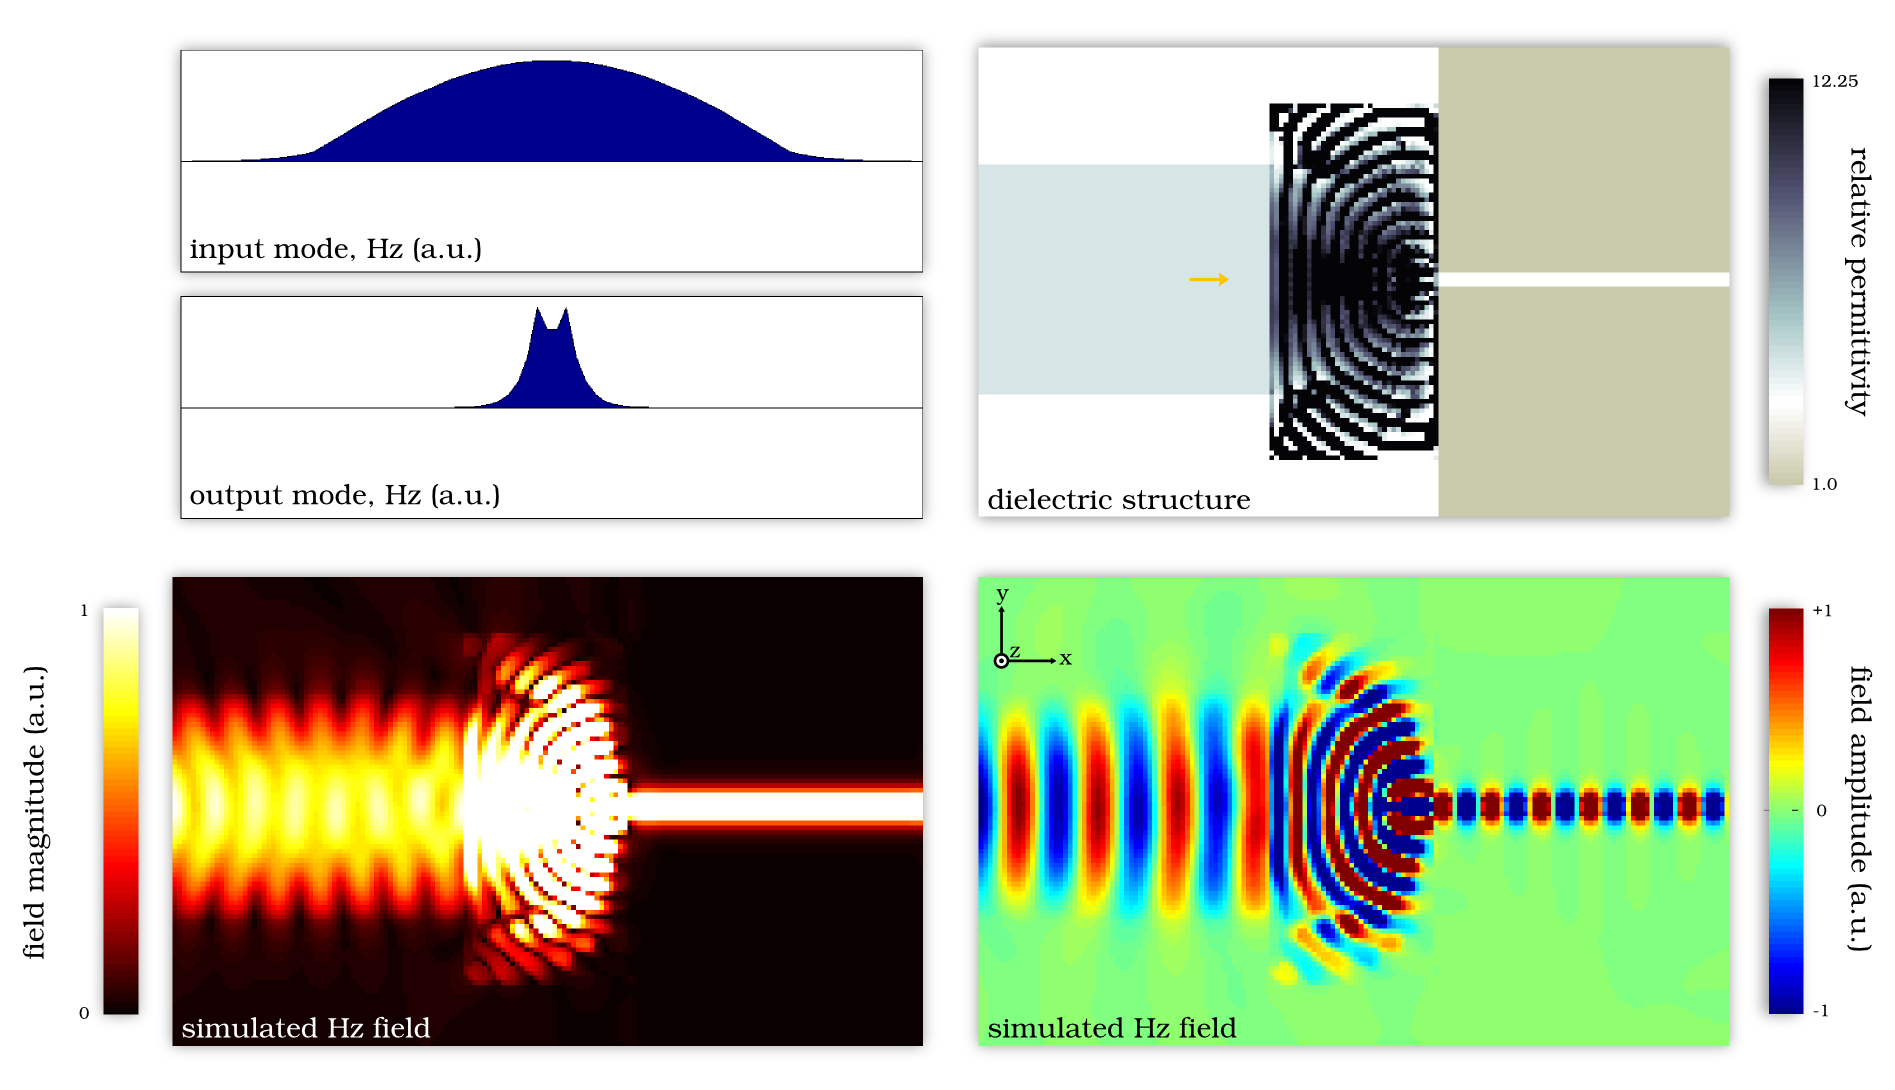 input mode, Hz (a.u.)
output mode, Hz (a.u.)
dielectric structure
12.25
relative permittivity
1.0
1
field magnitude (a.u.)
0
simulated Hz field
y
z
x
simulated Hz field
+1
0
field amplitude (a.u.)
-1